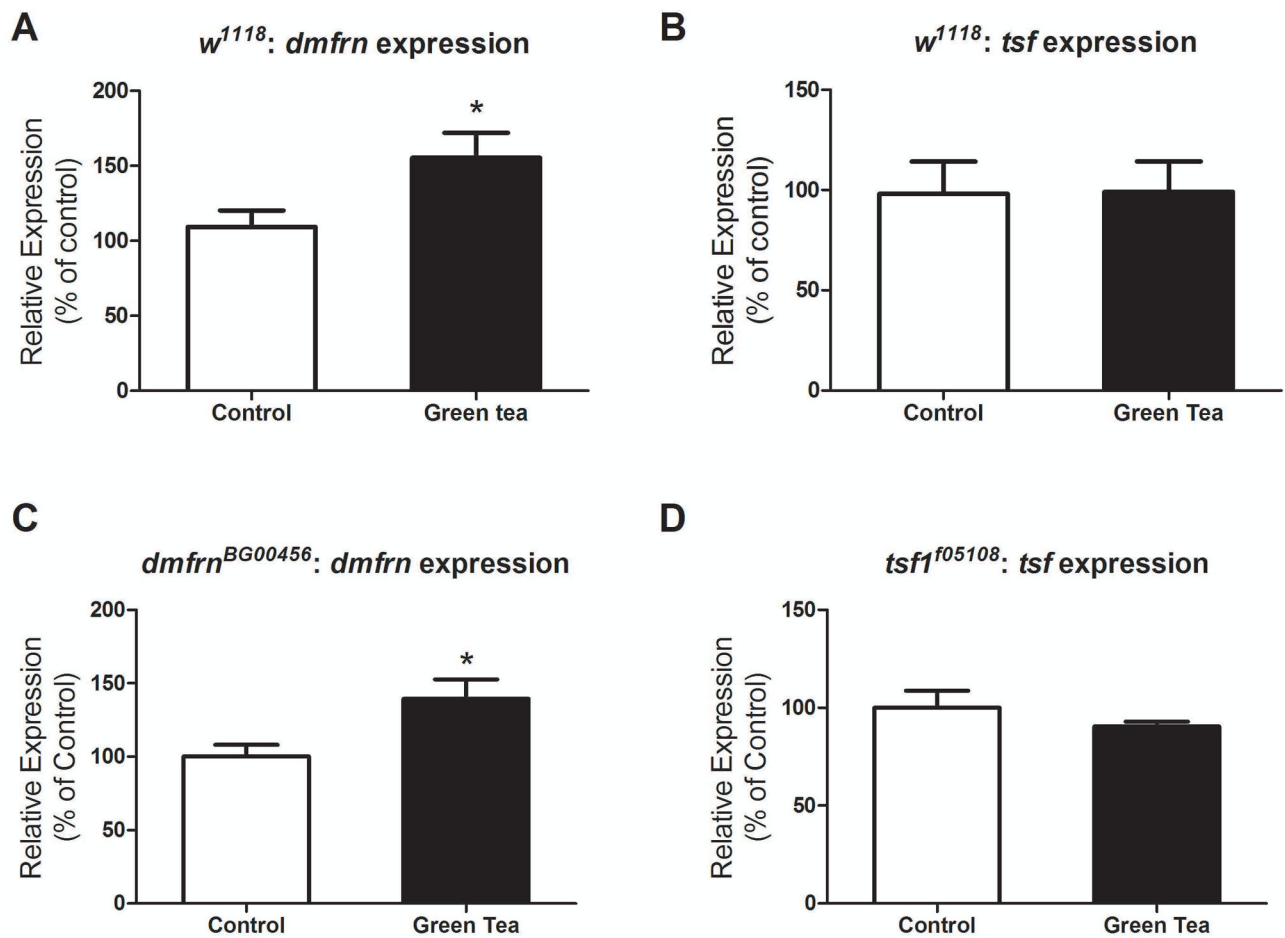 A
w1118: dmfrn expression
Relative Expression
(% of control)
200
150
100
50
0
*
Control
Green tea
B
w1118: tsf expression
Relative Expression
(% of control)
150
100
50
0
Control
Green Tea
C
dmfrnBG00456: dmfrn expression
Relative Expression
(% of Control)
200
150
100
50
0
*
Control
Green Tea
D
tsf1f05108: tsf expression
Relative Expression
(% of Control)
150
100
50
0
Control
Green Tea